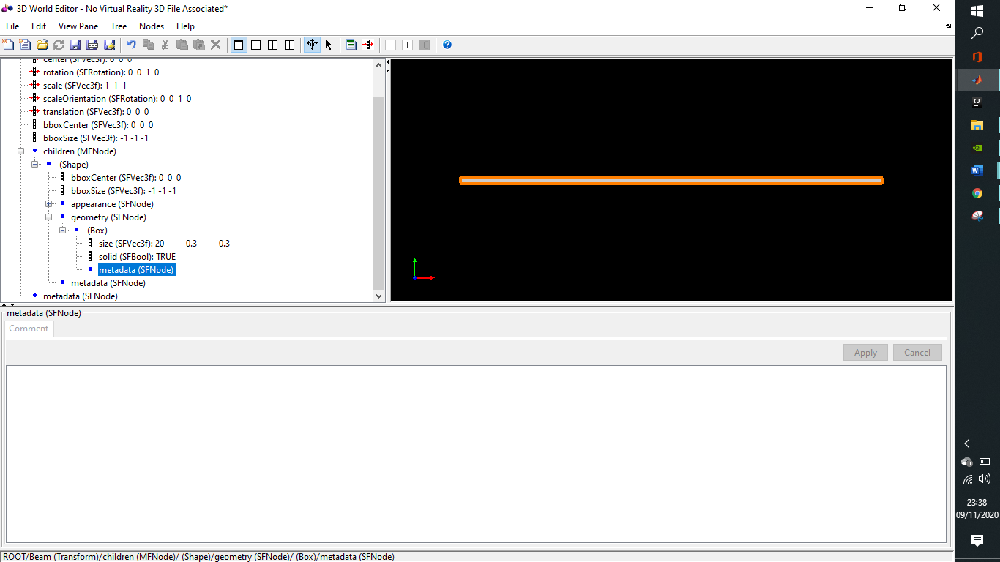 3D World Editor - No Virtual Reality 3D File Associated*
File Edit View Pane Tree Nodes Help
center (SFVec3f): 0 0 0
rotation (SFRotation): 0 0 1 0
scale (SFVec3f): 1 1 1
scaleOrientation (SFRotation): 0 0 1 0
translation (SFVec3f): 0 0 0
bboxCenter (SFVec3f): 0 0 0
bboxSize (SFVec3f): -1 -1 -1
children (MFNode)
(Shape)
bboxCenter (SFVec3f): 0 0 0
bboxSize (SFVec3f): -1 -1 -1
appearance (SFNode)
geometry (SFNode)
(Box)
size (SFVec3f): 20 0.3 0.3
solid (SFBool): TRUE
metadata (SFNode)
metadata (SFNode)
metadata (SFNode)
metadata (SFNode)
Comment
Apply Cancel
ROOT/Beam (Transform)/children (MFNode)/ (Shape)/geometry (SFNode)/ (Box)/metadata (SFNode)
IJ
W
23:38
09/11/2020